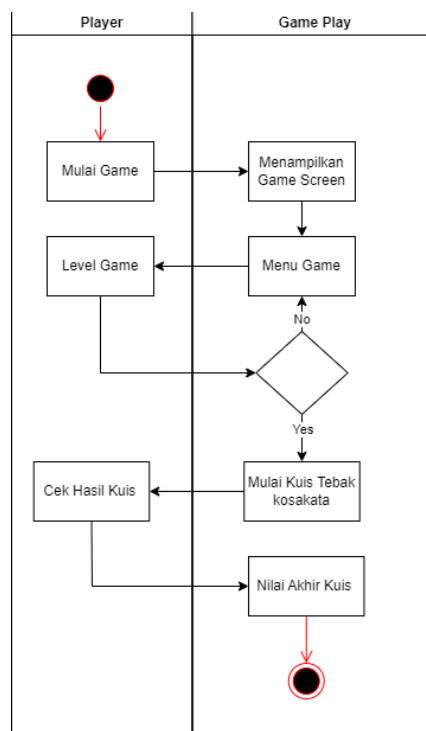 Player
Game Play
Mulai Game
Menampilkan
Game Screen
Level Game
Menu Game
No
Yes
Cek Hasil Kuis
Mulai Kuis Tebak
kosakata
Nilai Akhir Kuis